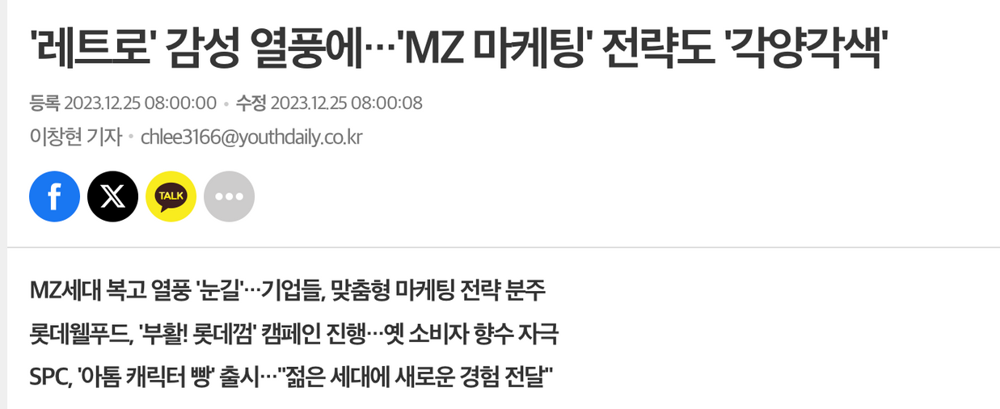 '레트로' 감성 열풍에…'MZ 마케팅' 전략도 '각양각색'
등록 2023.12.25 08:00:00 • 수정 2023.12.25 08:00:08
이창현 기자 • chlee3166@youthdaily.co.kr
f X TALK
MZ세대 복고 열풍 '눈길'…기업들, 맞춤형 마케팅 전략 분주
롯데웰푸드, '부활! 롯데껌' 캠페인 진행…옛 소비자 향수 자극
SPC, '아톰 캐릭터 빵' 출시…"젊은 세대에 새로운 경험 전달"